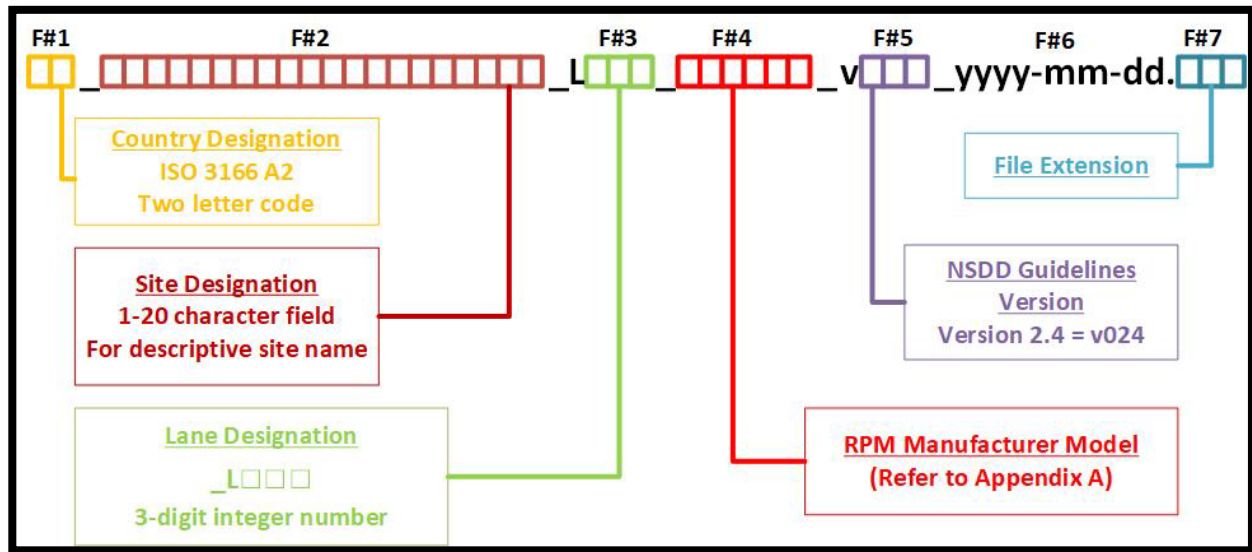 F#1 F#2 F#3 F#4 F#5 F#6 F#7
_ _L _ _v _yyyy-mm-dd.
Country Designation
ISO 3166 A2
Two letter code
File Extension
Site Designation
1-20 character field
For descriptive site name
NSDD Guidelines
Version
Version 2.4 = v024
Lane Designation
_L□□□
3-digit integer number
RPM Manufacturer Model
(Refer to Appendix A)